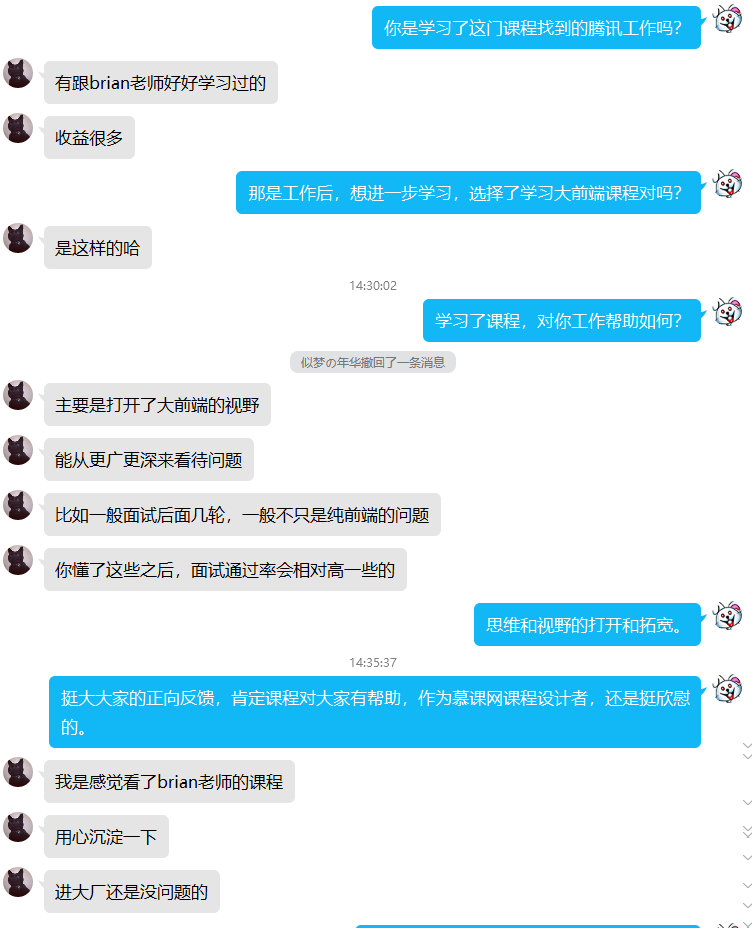 你是学习了这门课程找到的腾讯工作吗？
有跟brian老师好好学习过的
收益很多
那是工作后，想进一步学习，选择了学习大前端课程对吗？
是这样的哈
14:30:02
学习了课程，对你工作帮助如何？
似梦の年华撤回了一条消息
主要是打开了大前端的视野
能从更广更深来看待问题
比如一般面试后面几轮，一般不只是纯前端的问题
你懂了这些之后，面试通过率会相对高一些的
思维和视野的打开和拓宽。
14:35:37
挺大大家的正向反馈，肯定课程对大家有帮助，作为慕课网课程设计者，还是挺欣慰
的。
我是感觉看了brian老师的课程
用心沉淀一下
进大厂还是没问题的